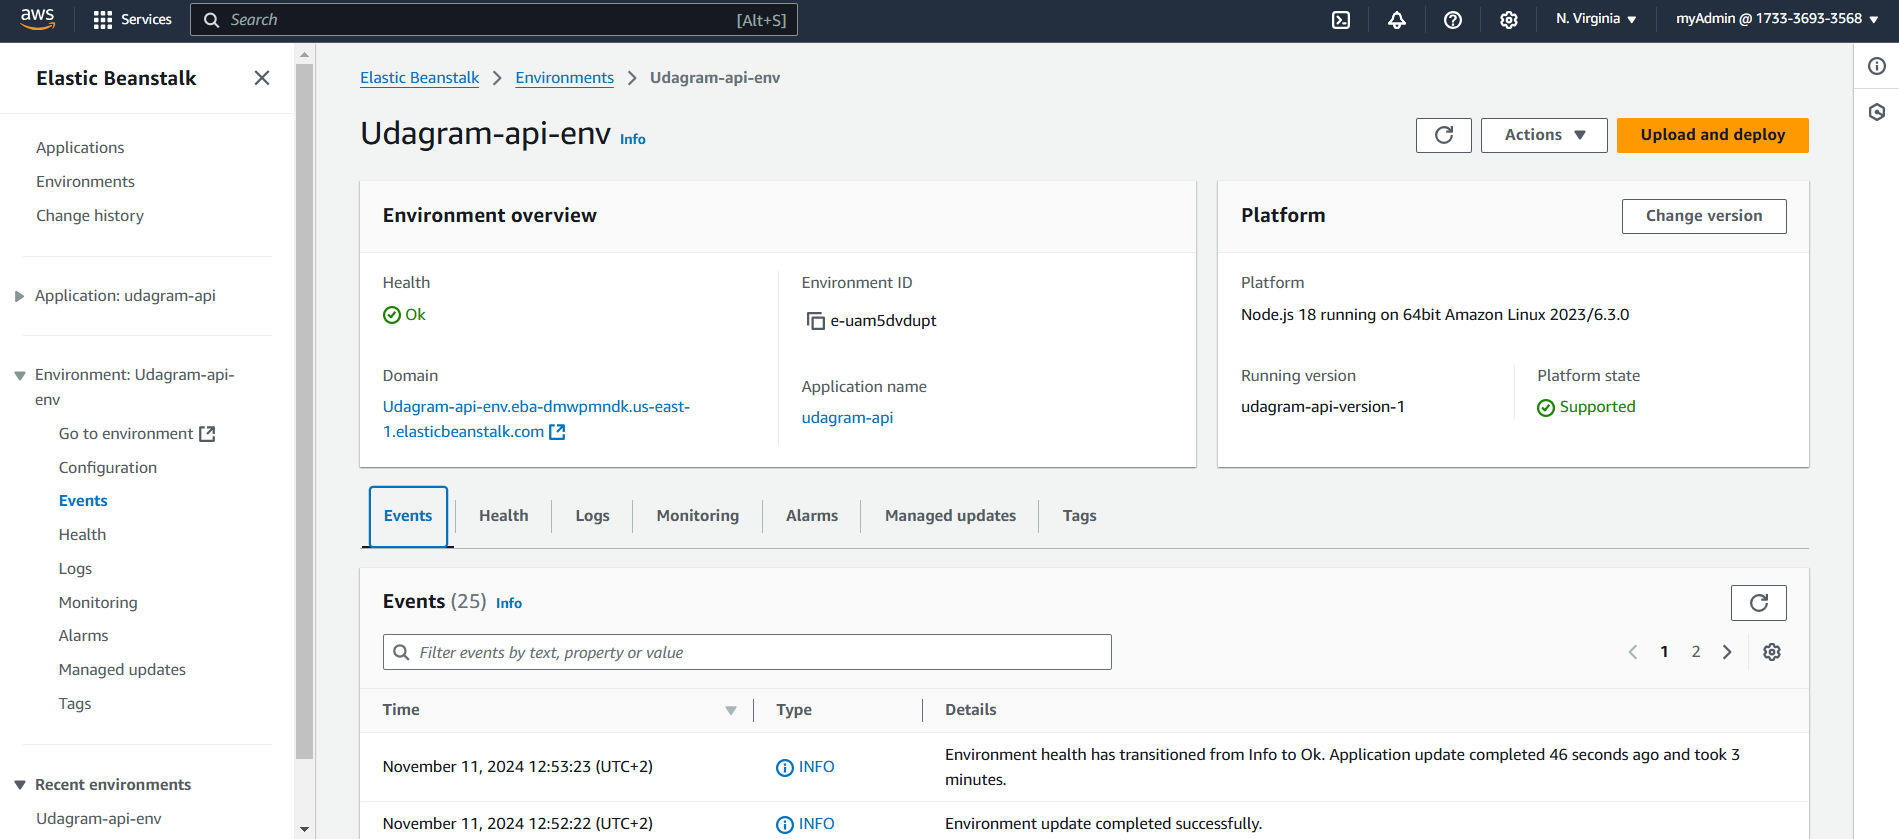 aws
Services
Search
[Alt+S]
N. Virginia
myAdmin @ 1733-3693-3568
Elastic Beanstalk
Applications
Environments
Change history
Application: udagram-api
Environment: Udagram-api-
env
Go to environment
Configuration
Events
Health
Logs
Monitoring
Alarms
Managed updates
Tags
Recent environments
Udagram-api-env
Elastic Beanstalk
Environments
Udagram-api-env
Udagram-api-env Info
Actions
Upload and deploy
Environment overview
Health
Ok
Domain
Udagram-api-env.eba-dmwpmndk.us-east-
1.elasticbeanstalk.com
Environment ID
e-uam5dvdupt
Application name
udagram-api
Platform
Change version
Platform
Node.js 18 running on 64bit Amazon Linux 2023/6.3.0
Running version
udagram-api-version-1
Platform state
Supported
Events
Health
Logs
Monitoring
Alarms
Managed updates
Tags
Events (25) Info
Filter events by text, property or value
1
2
Time
Type
Details
November 11, 2024 12:53:23 (UTC+2)
INFO
Environment health has transitioned from Info to Ok. Application update completed 46 seconds ago and took 3
minutes.
November 11, 2024 12:52:22 (UTC+2)
INFO
Environment update completed successfully.